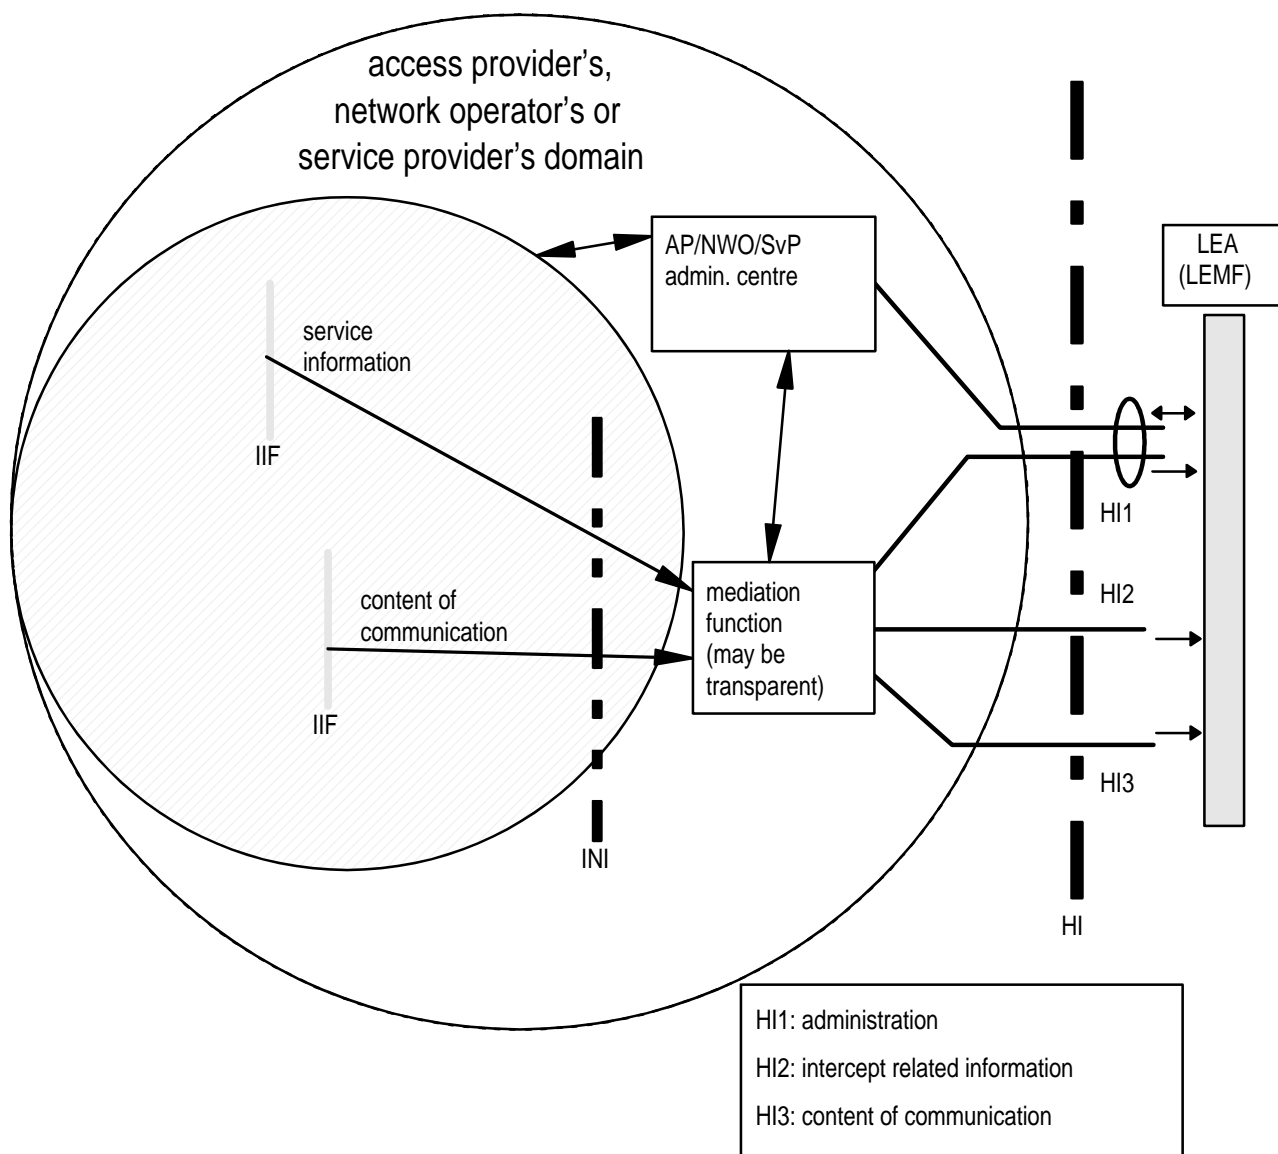 access provider's,
network operator's or
service provider's domain
AP/NWO/SvP
admin. centre
LEA
(LEMF)
service
information
IIF
HI1
content of
communication
mediation
function
(may be
transparent)
HI2
IIF
HI3
INI
HI
HI1: administration
HI2: intercept related information
HI3: content of communication